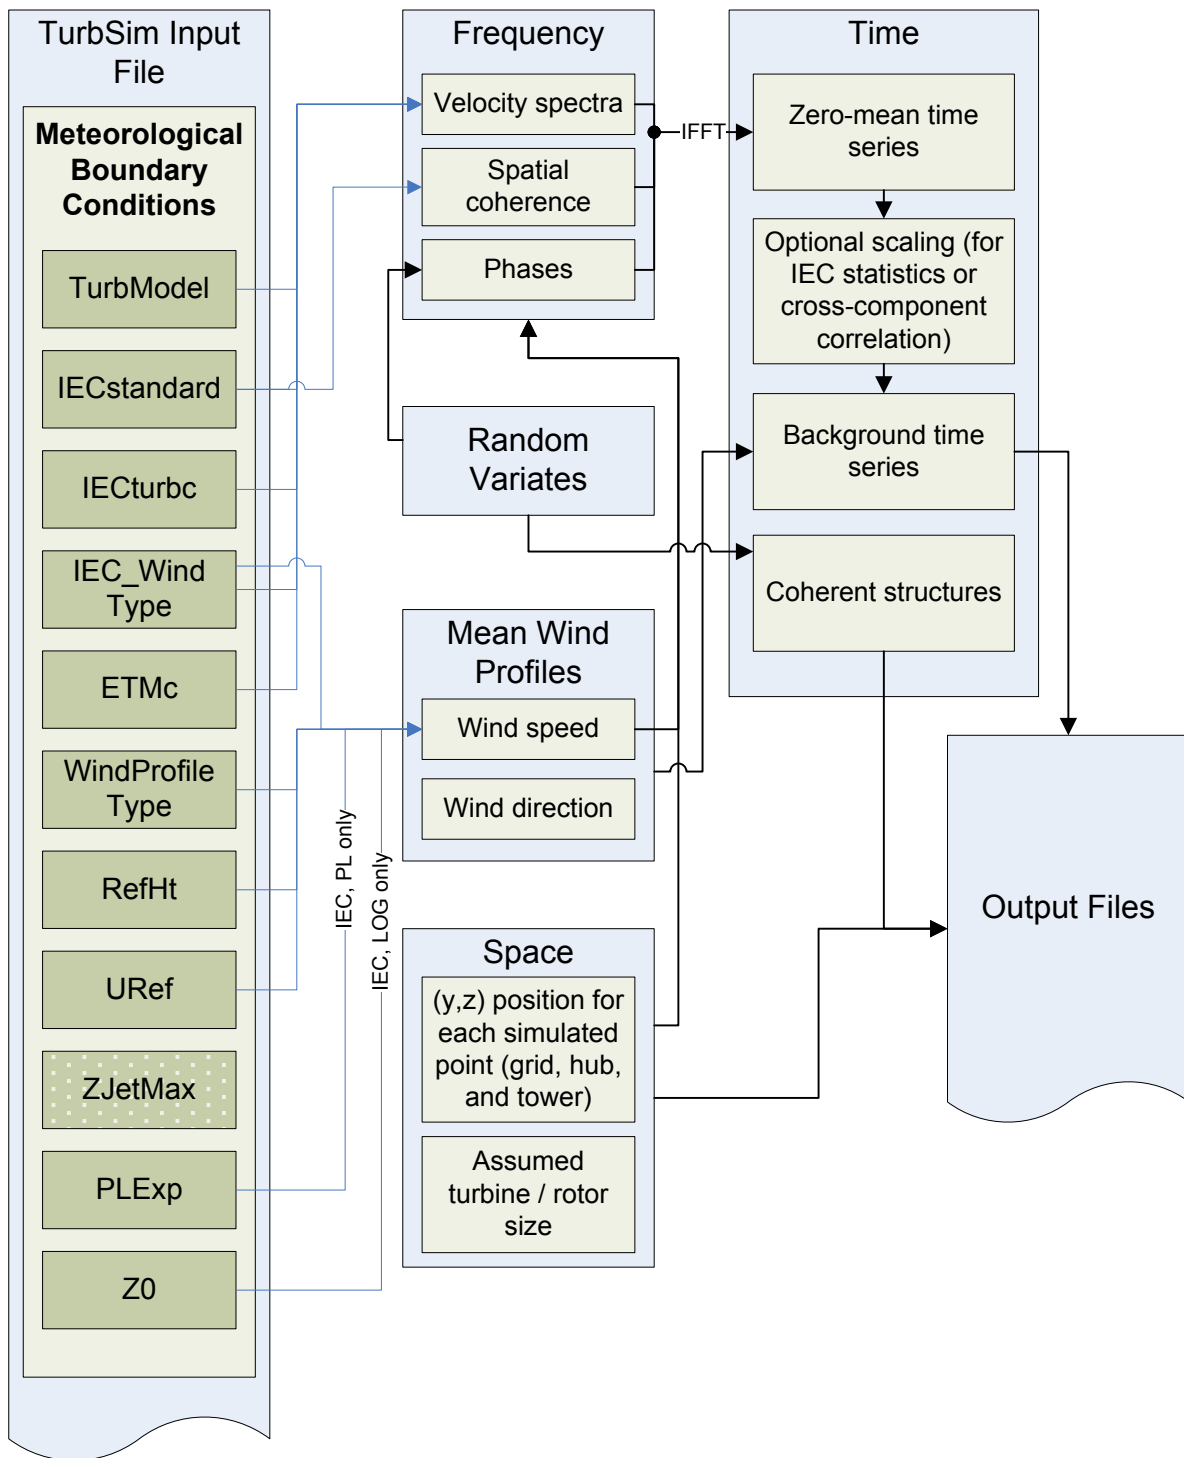 TurbSim Input
File
Meteorological
Boundary
Conditions
TurbModel
IECstandard
IECturbc
IEC_Wind
Type
ETMc
WindProfile
Type
RefHt
URef
ZJetMax
PLExp
Z0
IEC, PL only
IEC, LOG only
Frequency
Velocity spectra
Spatial
coherence
Phases
IFFT
Random
Variates
Mean Wind
Profiles
Wind speed
Wind direction
Space
(y,z) position for
each simulated
point (grid, hub,
and tower)
Assumed
turbine / rotor
size
Time
Zero-mean time
series
Optional scaling (for
IEC statistics or
cross-component
correlation)
Background time
series
Coherent structures
Output Files